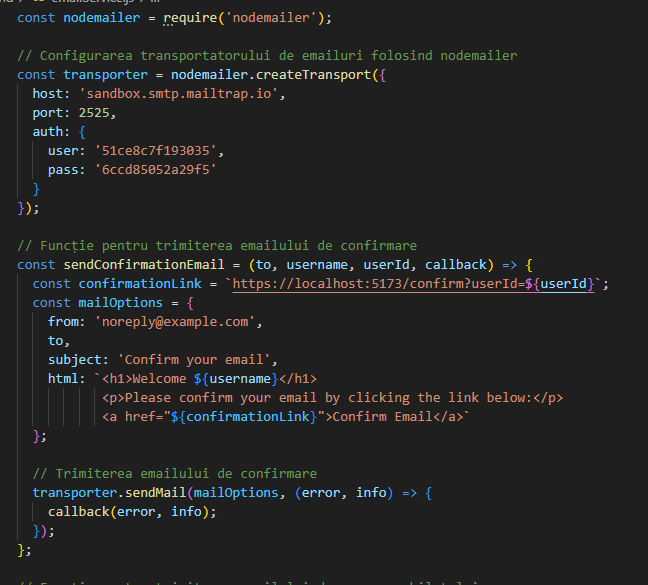 const nodemailer = require('nodemailer');
// Configurarea transportatorului de emailuri folosind nodemailer
const transporter = nodemailer.createTransport({
host: 'sandbox.smtp.mailtrap.io',
port: 2525,
auth: {
user: '51ce8c7f193035',
pass: '6ccd85052a29f5'
}
});
// Funcție pentru trimiterea emailului de confirmare
const sendConfirmationEmail = (to, username, userId, callback) => {
const confirmationLink = `https://localhost:5173/confirm?userId=${userId}`;
const mailOptions = {
from: 'noreply@example.com',
to,
subject: 'Confirm your email',
html: `<h1>Welcome ${username}</h1>
<p>Please confirm your email by clicking the link below:</p>
<a href="${confirmationLink}">Confirm Email</a>`
};
// Trimiterea emailului de confirmare
transporter.sendMail(mailOptions, (error, info) => {
callback(error, info);
});
};